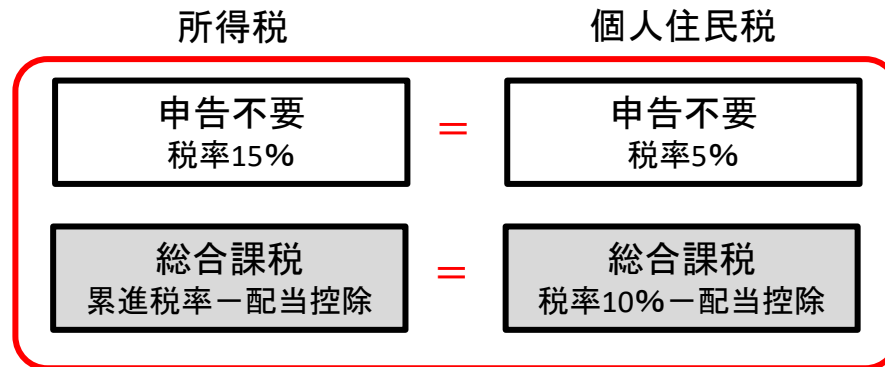 所得税 個人住民税
申告不要 = 申告不要
税率15% 税率5%
総合課税 = 総合課税
累進税率－配当控除 税率10%－配当控除